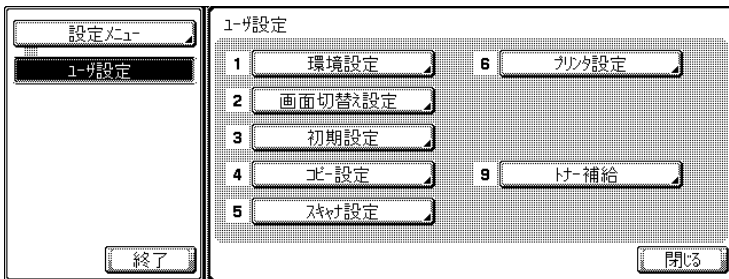 設定メニュー
ユーザ設定
終了
ユーザ設定
1 環境設定
2 画面切替え設定
3 初期設定
4 コピー設定
5 スキャナ設定
6 プリンタ設定
9 トナー補給
閉じる